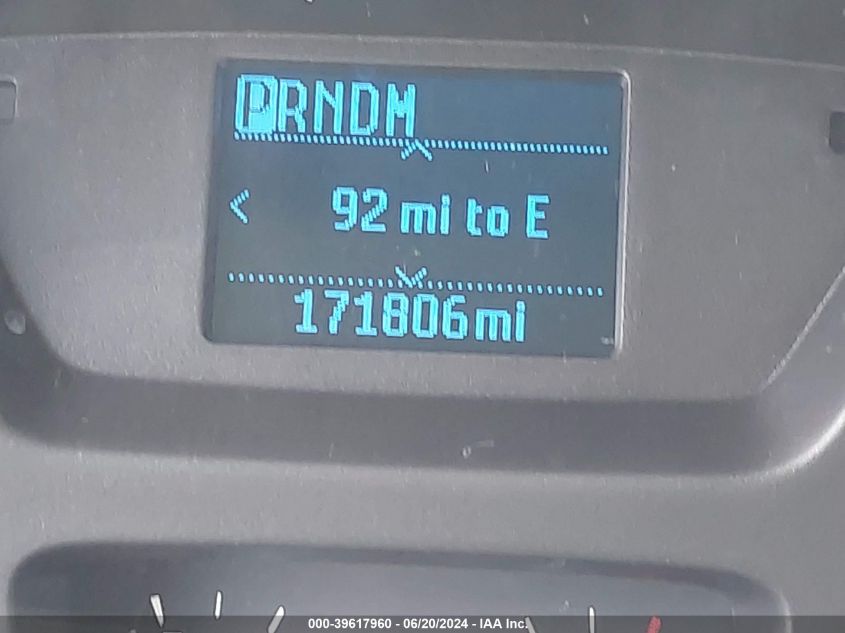 PRNDM
92 mi to E
171806mi
000-39617960 - 06/20/2024 - IAA Inc.